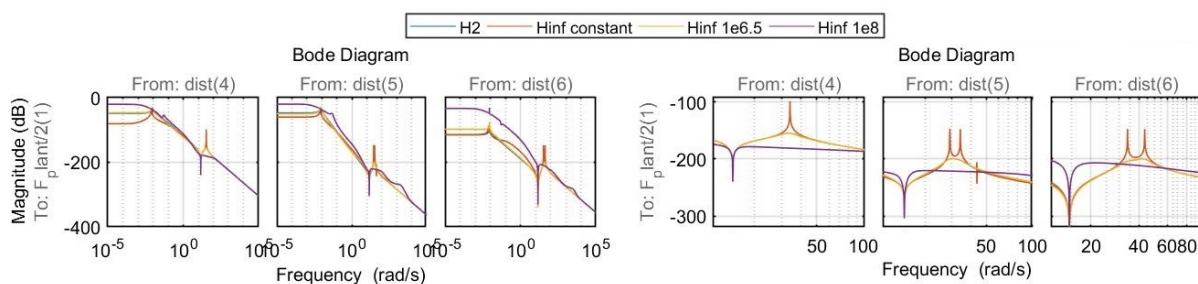 H2 Hinf constant Hinf 1e6.5 Hinf 1e8
Bode Diagram
From: dist(4) From: dist(5) From: dist(6)
Magnitude (dB)
To: F_plant/2(1)
0
-200
-400
10^-5 10^0 10^5
10^-5 10^0 10^5
10^-5 10^0 10^5
Frequency (rad/s)
Bode Diagram
From: dist(4) From: dist(5) From: dist(6)
To: F_plant/2(1)
-100
-200
-300
50 100
50 100
20 40 60 80
Frequency (rad/s)